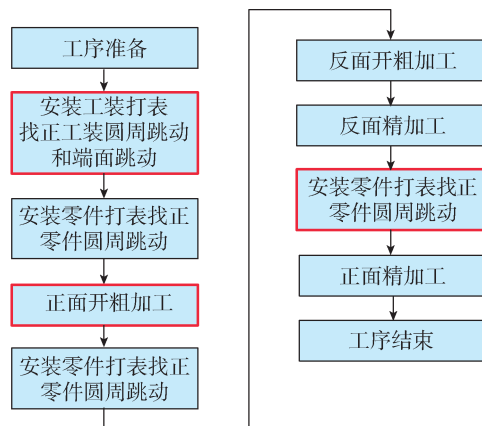 工序准备
安装工装打表
找正工装圆周跳动
和端面跳动
安装零件打表找正
零件圆周跳动
正面开粗加工
安装零件打表找正
零件圆周跳动
反面开粗加工
反面精加工
安装零件打表找正
零件圆周跳动
正面精加工
工序结束